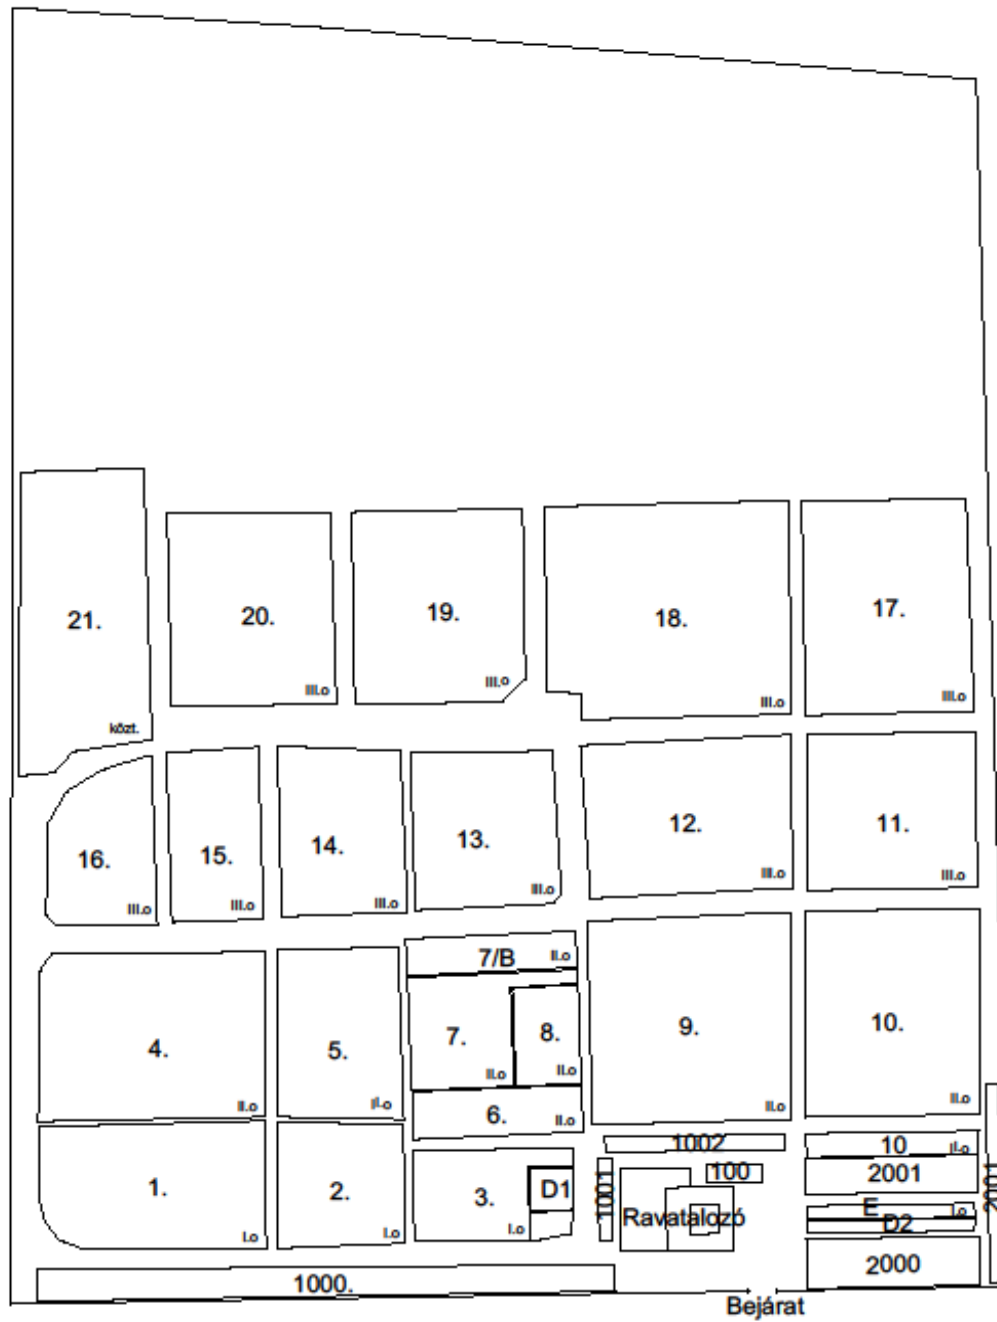 21.
közt.
20.
III.o
19.
III.o
18.
III.o
17.
III.o
16.
III.o
15.
III.o
14.
III.o
13.
III.o
12.
III.o
11.
III.o
4.
II.o
5.
II.o
7/B
II.o
7.
II.o
8.
II.o
6.
II.o
9.
II.o
10.
II.o
1.
I.o
2.
I.o
3.
I.o
D1
1001
1002
100
Ravatalozó
10
II.o
2001
E
I.o
D2
2000
2001
1000.
Bejárat